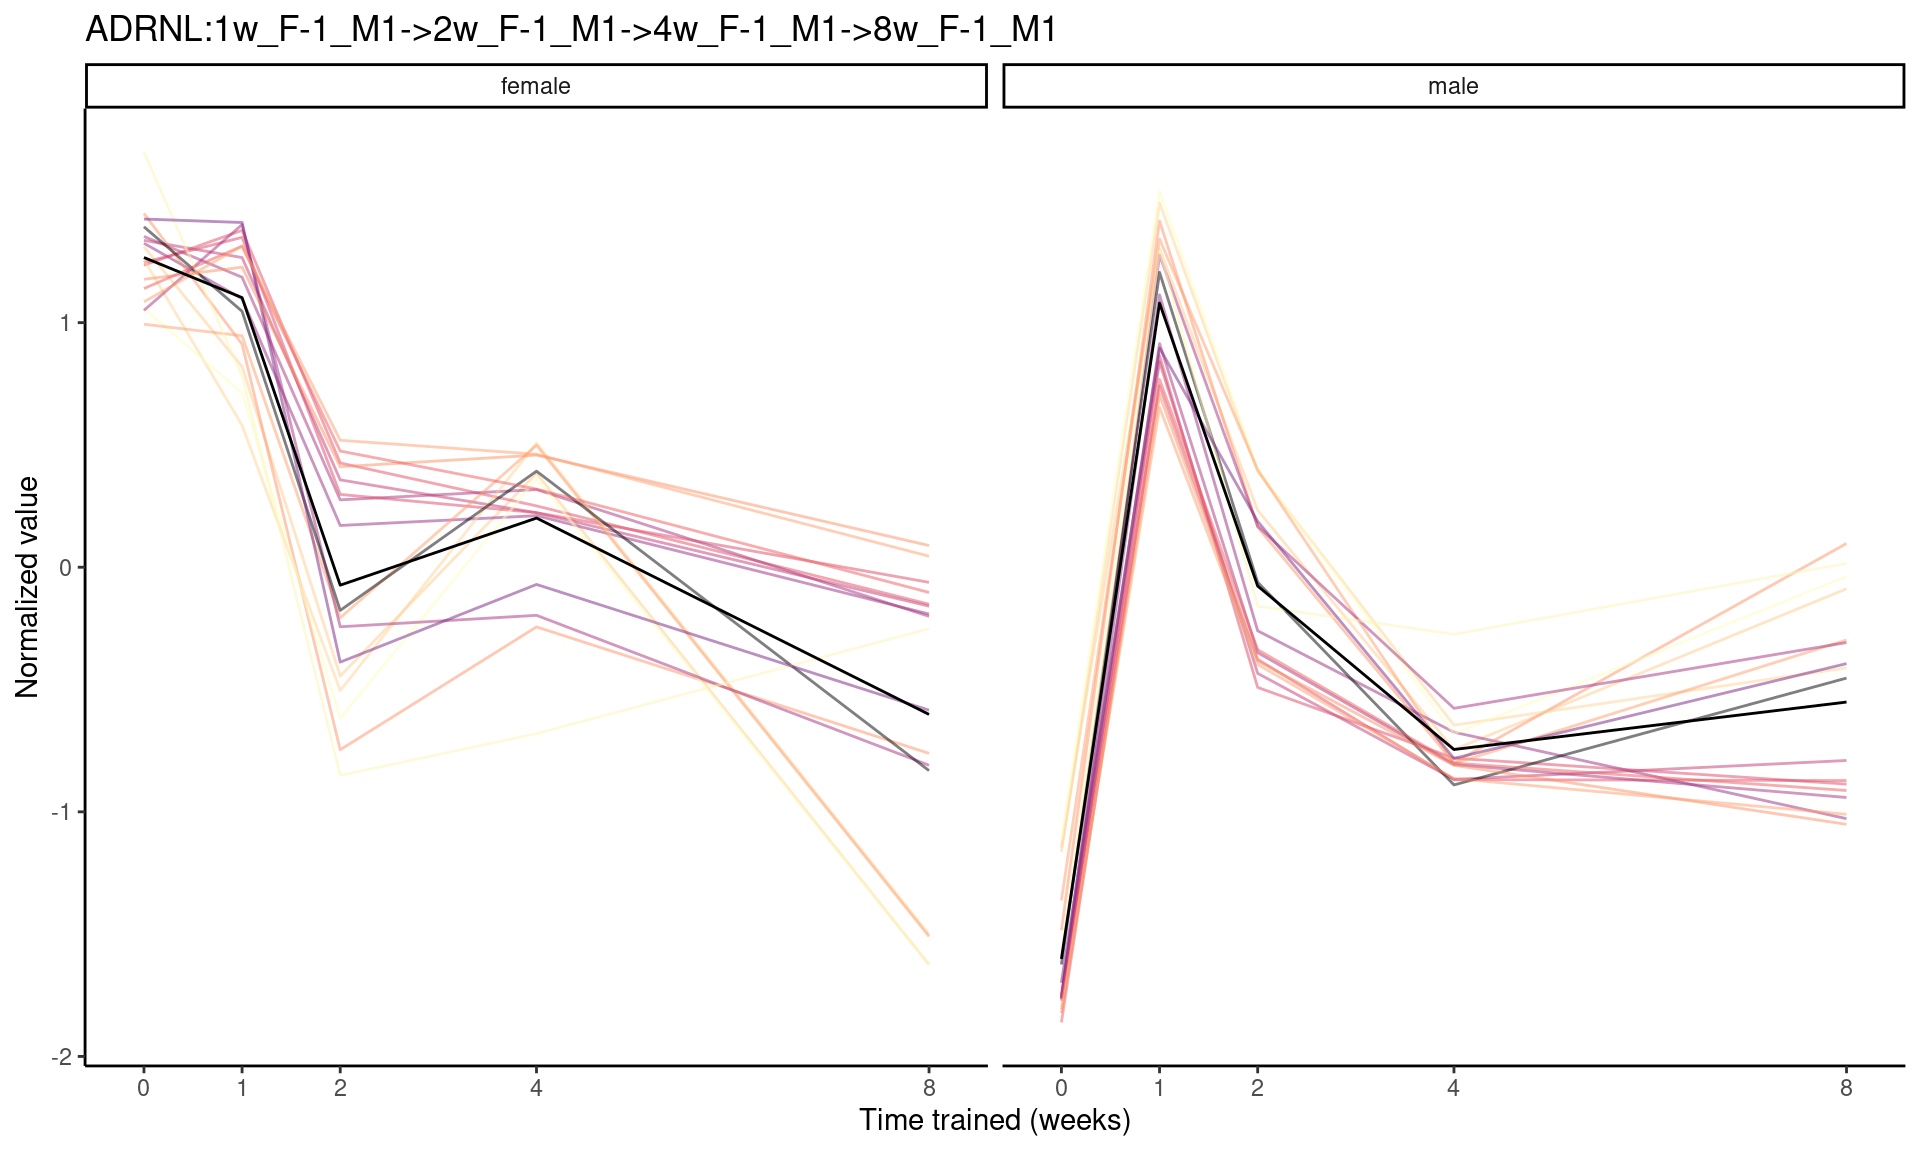 ADRNL:1w_F-1_M1->2w_F-1_M1->4w_F-1_M1->8w_F-1_M1
female
male
Normalized value
1
0
-1
-2
0 1 2 4 8
0 1 2 4 8
Time trained (weeks)